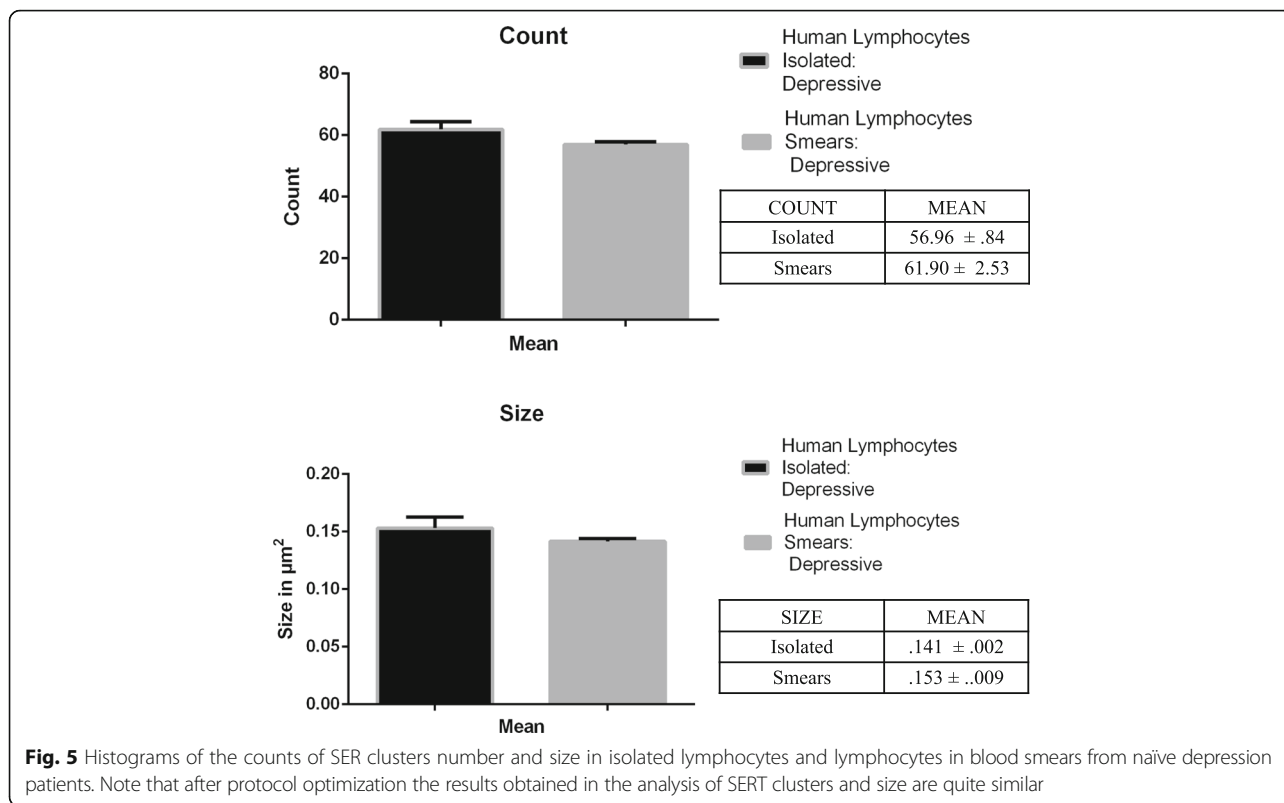 Count
80
60
40
20
0
Count
Mean
Human Lymphocytes
Isolated:
Depressive
Human Lymphocytes
Smears:
Depressive
COUNT MEAN
Isolated 56.96 ± .84
Smears 61.90 ± 2.53
Size
0.20
0.15
0.10
0.05
0.00
Size in µm²
Mean
Human Lymphocytes
Isolated:
Depressive
Human Lymphocytes
Smears:
Depressive
SIZE MEAN
Isolated .141 ± .002
Smears .153 ± ..009
Fig. 5 Histograms of the counts of SER clusters number and size in isolated lymphocytes and lymphocytes in blood smears from naïve depression
patients. Note that after protocol optimization the results obtained in the analysis of SERT clusters and size are quite similar